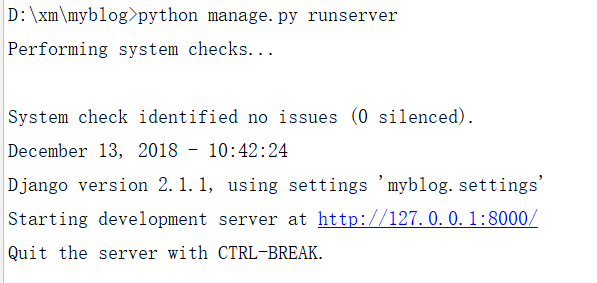 D:\xm\myblog>python manage.py runserver
Performing system checks...
System check identified no issues (0 silenced).
December 13, 2018 - 10:42:24
Django version 2.1.1, using settings 'myblog.settings'
Starting development server at http://127.0.0.1:8000/
Quit the server with CTRL-BREAK.